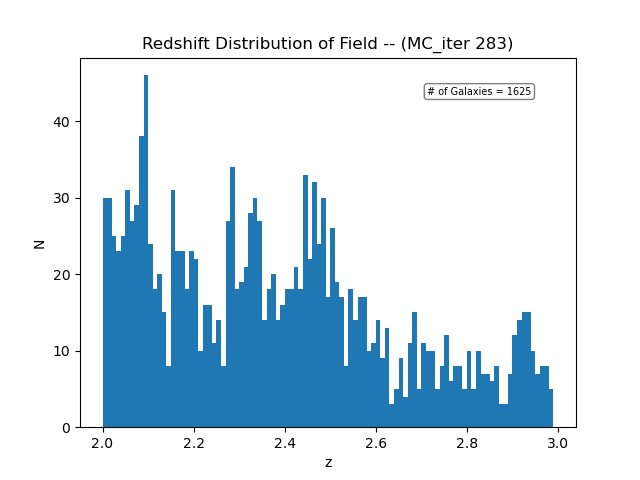 Redshift Distribution of Field -- (MC_iter 283)
# of Galaxies = 1625
N
40
30
20
10
0
2.0 2.2 2.4 2.6 2.8 3.0
z